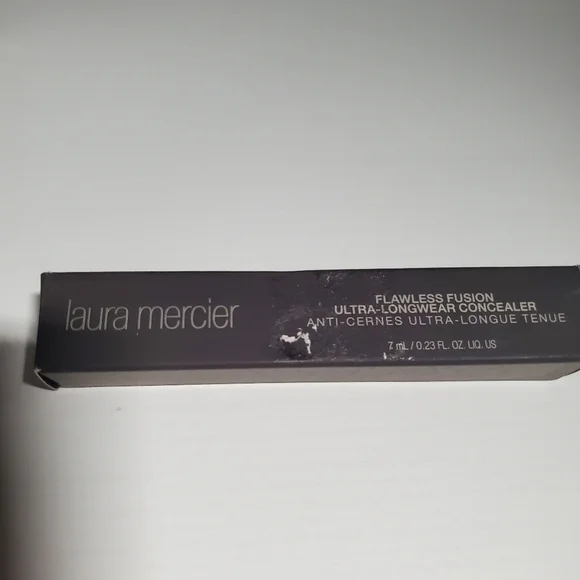 laura mercier
FLAWLESS FUSION
ULTRA-LONGWEAR CONCEALER
ANTI-CERNES ULTRA-LONGUE TENUE
7 mL / 0.23 FL. OZ. LIQ. US